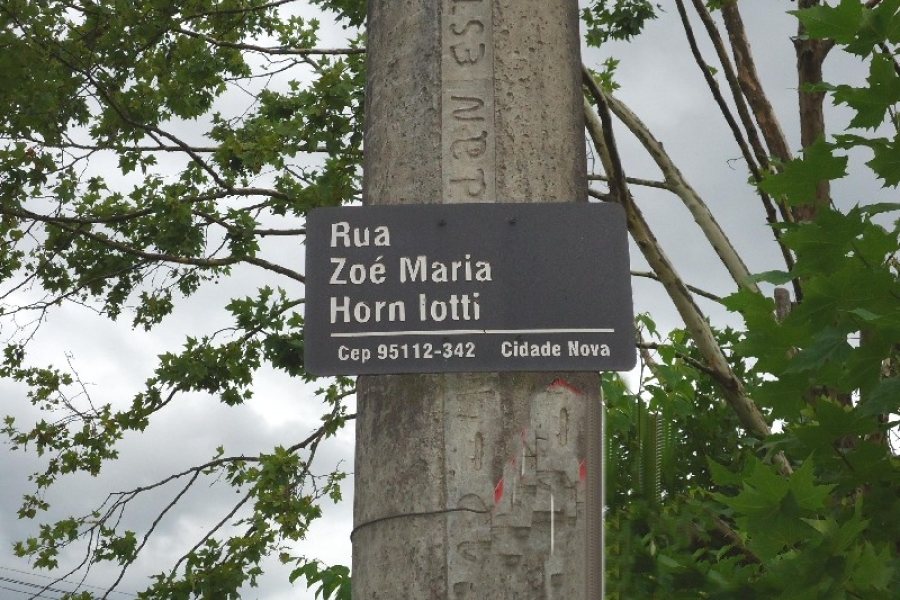 Rua
Zoé Maria
Horn Iotti
Cep 95112-342 Cidade Nova